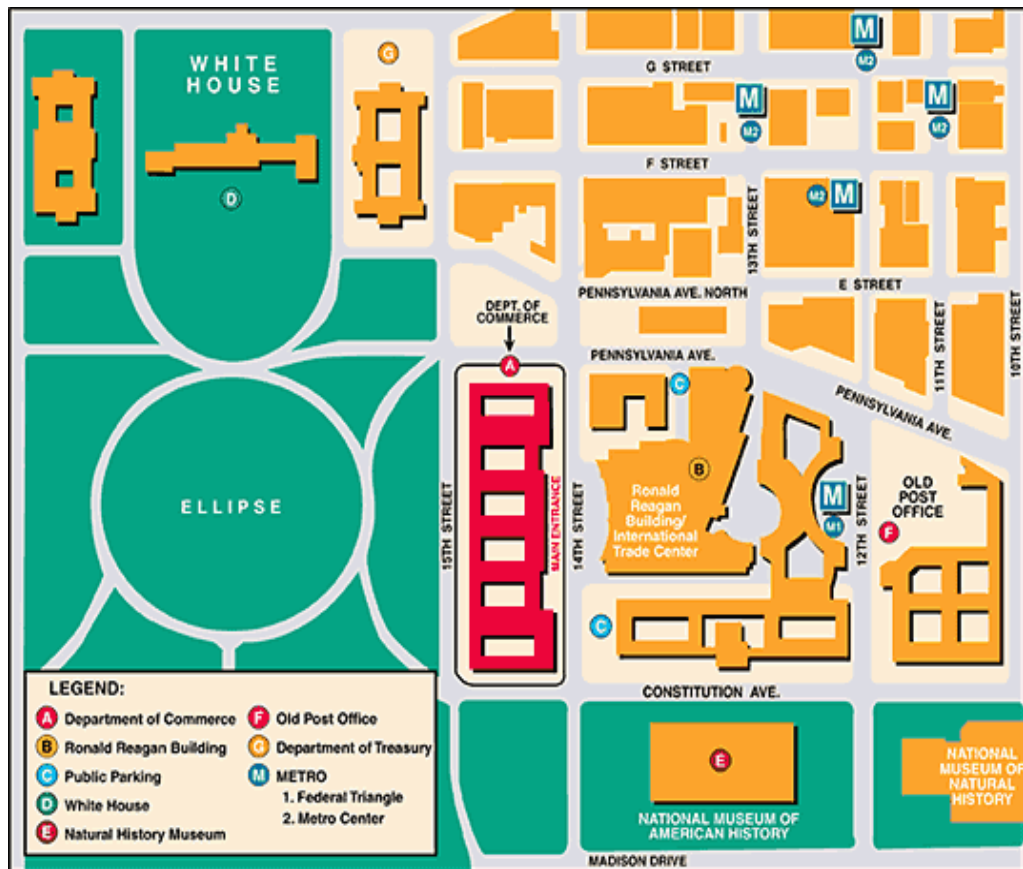 WHITE
HOUSE
G
M
M2
G STREET
M
M2
M
M2
F STREET
D
M2
M
13TH STREET
E STREET
PENNSYLVANIA AVE. NORTH
DEPT. OF
COMMERCE
11TH STREET
10TH STREET
A
PENNSYLVANIA AVE.
C
PENNSYLVANIA AVE.
ELLIPSE
15TH STREET
MAIN ENTRANCE
14TH STREET
B
Ronald
Reagan
Building/
International
Trade Center
M
M1
12TH STREET
OLD
POST
OFFICE
F
C
CONSTITUTION AVE.
E
NATIONAL MUSEUM OF
AMERICAN HISTORY
NATIONAL
MUSEUM OF
NATURAL
HISTORY
MADISON DRIVE
LEGEND:
A Department of Commerce
B Ronald Reagan Building
C Public Parking
D White House
E Natural History Museum
F Old Post Office
G Department of Treasury
M METRO
1. Federal Triangle
2. Metro Center